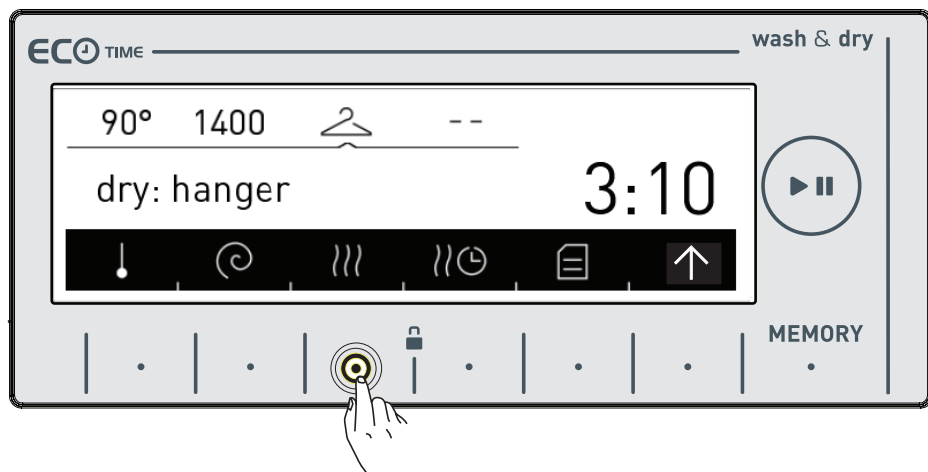 ECO TIME
wash & dry
90° 1400 --
dry: hanger
3:10
MEMORY